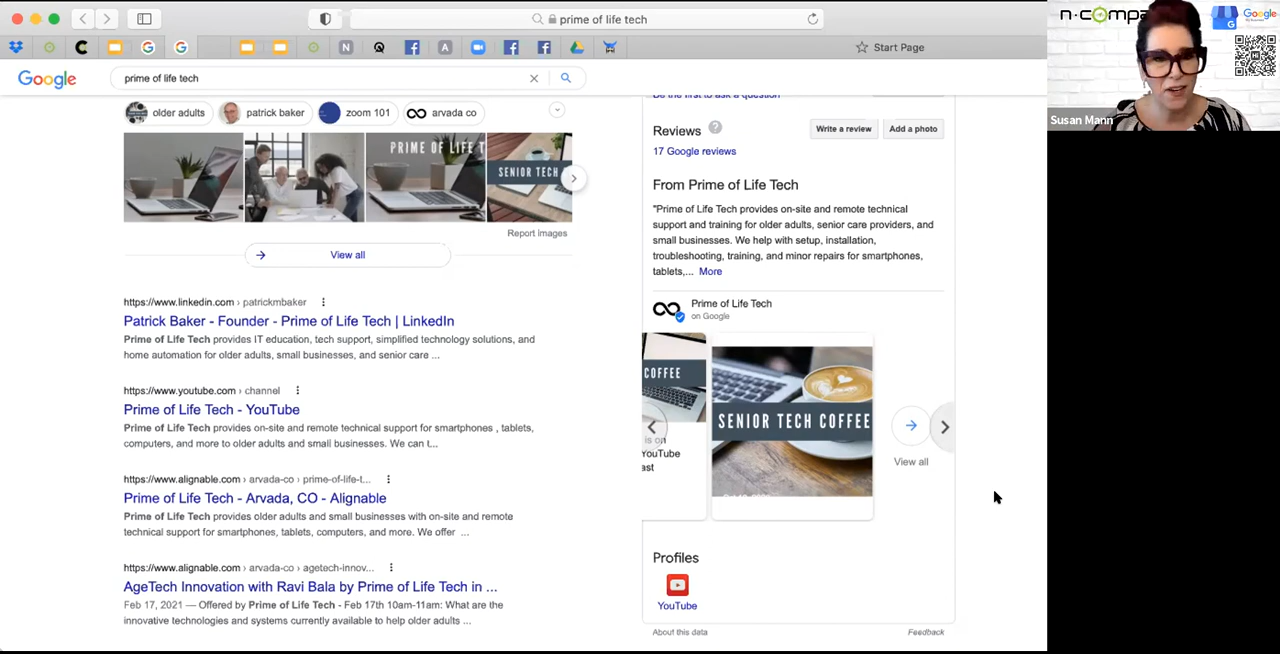 prime of life tech
Start Page
Google
prime of life tech
older adults
patrick baker
zoom 101
arvada co
PRIME OF LIFE T
SENIOR TECH
Report images
View all
https://www.linkedin.com › patrickmbaker
Patrick Baker - Founder - Prime of Life Tech | LinkedIn
Prime of Life Tech provides IT education, tech support, simplified technology solutions, and
home automation for older adults, small businesses, and senior care ...
https://www.youtube.com › channel
Prime of Life Tech - YouTube
Prime of Life Tech provides on-site and remote technical support for smartphones , tablets,
computers, and more to older adults and small businesses. We can t...
https://www.alignable.com › arvada-co › prime-of-life-t...
Prime of Life Tech - Arvada, CO - Alignable
Prime of Life Tech provides older adults and small businesses with on-site and remote
technical support for smartphones, tablets, computers, and more. We offer ...
https://www.alignable.com › arvada-co › agetech-innov...
AgeTech Innovation with Ravi Bala by Prime of Life Tech in ...
Feb 17, 2021 — Offered by Prime of Life Tech - Feb 17th 10am-11am: What are the
innovative technologies and systems currently available to help older adults ...
Be the first to ask a question
Reviews
Write a review
Add a photo
17 Google reviews
From Prime of Life Tech
"Prime of Life Tech provides on-site and remote technical
support and training for older adults, senior care providers, and
small businesses. We help with setup, installation,
troubleshooting, training, and minor repairs for smartphones,
tablets,... More
Prime of Life Tech
on Google
COFFEE
is on
YouTube
ast
SENIOR TECH COFFEE
View all
Profiles
YouTube
About this data
Feedback
n·compa
Google
Susan Mann